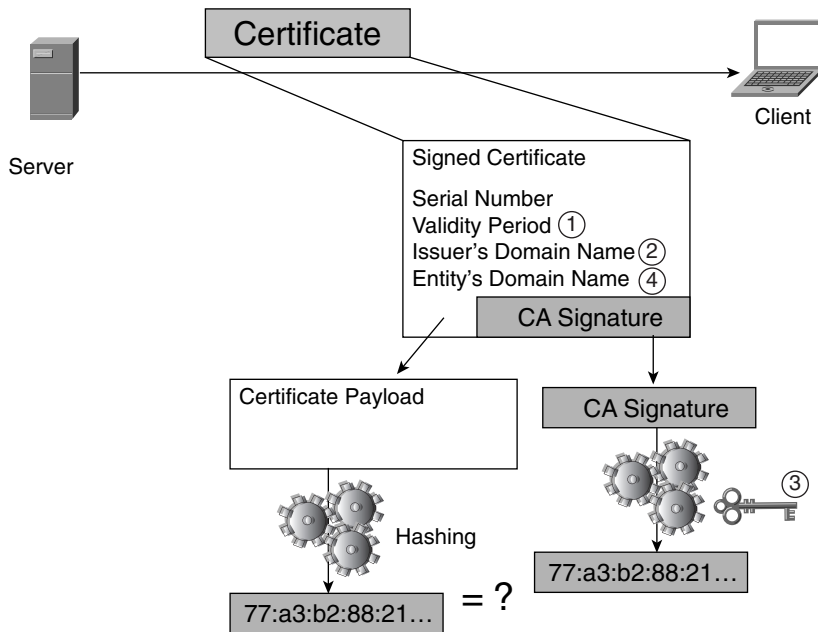 Certificate
Server
Client
Signed Certificate
Serial Number
Validity Period 1
Issuer's Domain Name 2
Entity's Domain Name 4
CA Signature
Certificate Payload
CA Signature
3
Hashing
77:a3:b2:88:21...
= ?
77:a3:b2:88:21...